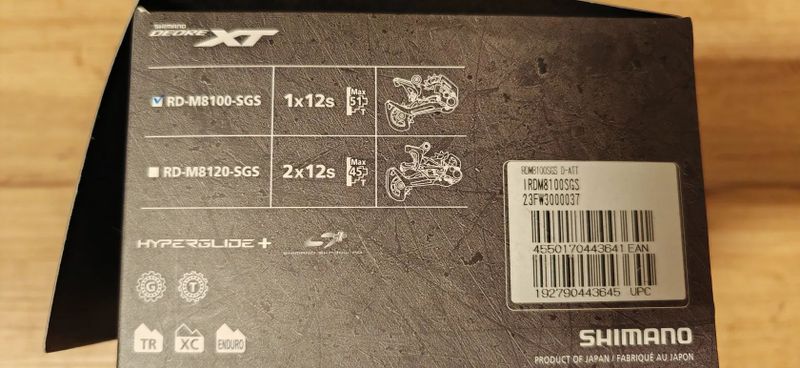 SHIMANO
DEORE XT
RD-M8100-SGS 1x12s Max 51T
RD-M8120-SGS 2x12s Max 45T
HYPERGLIDE+
G T
TR XC ENDURO
RDM8100SGS D-ATT
IRDM8100SGS
23FW3000037
4550170443641 EAN
192790443645 UPC
SHIMANO
PRODUCT OF JAPAN / FABRIQUÉ AU JAPON